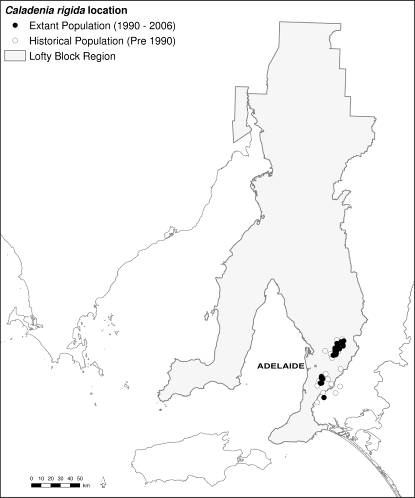 Caladenia rigida location
Extant Population (1990 - 2006)
Historical Population (Pre 1990)
Lofty Block Region
ADELAIDE
0 10 20 30 40 50
km